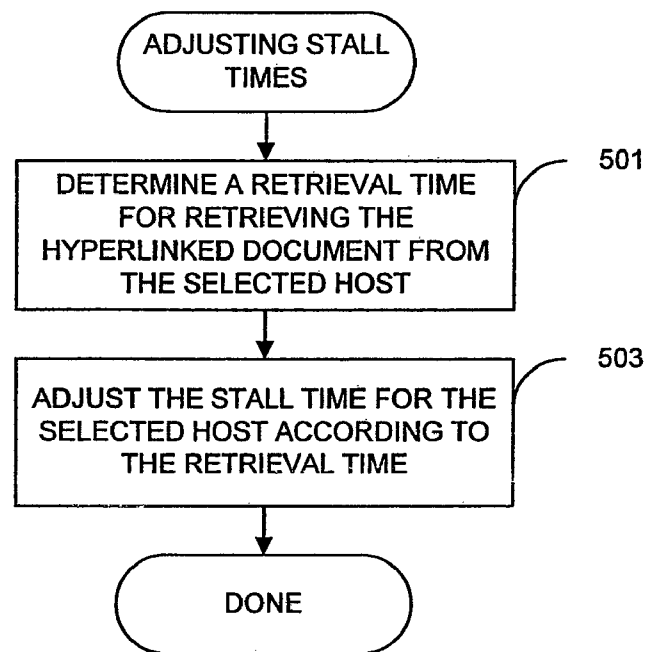 ADJUSTING STALL
TIMES
501
DETERMINE A RETRIEVAL TIME
FOR RETRIEVING THE
HYPERLINKED DOCUMENT FROM
THE SELECTED HOST
503
ADJUST THE STALL TIME FOR THE
SELECTED HOST ACCORDING TO
THE RETRIEVAL TIME
DONE